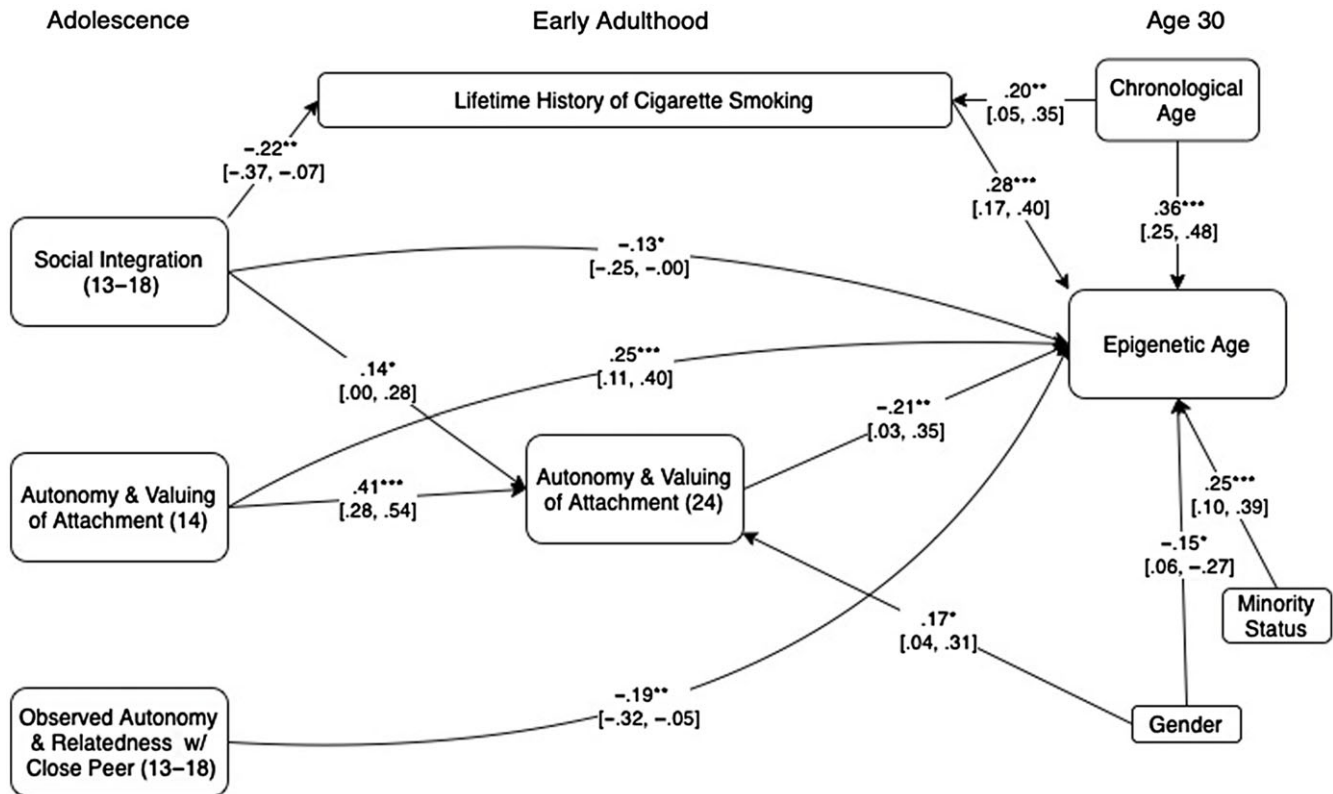 Adolescence
Early Adulthood
Age 30
Lifetime History of Cigarette Smoking
.20**
[.05, .35]
Chronological
Age
−.22**
[−.37, −.07]
.28***
[.17, .40]
.36***
[.25, .48]
Social Integration
(13–18)
−.13*
[−.25, −.00]
Epigenetic Age
.14*
[.00, .28]
.25***
[.11, .40]
−.21**
[.03, .35]
Autonomy & Valuing
of Attachment (14)
.41***
[.28, .54]
Autonomy & Valuing
of Attachment (24)
.25***
[.10, .39]
−.15*
[.06, −.27]
Minority
Status
.17*
[.04, .31]
Observed Autonomy
& Relatedness w/
Close Peer (13–18)
−.19**
[−.32, −.05]
Gender